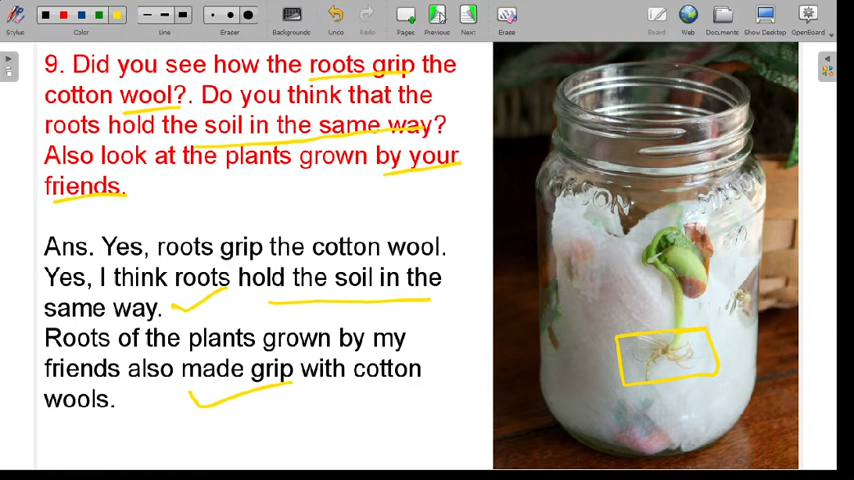 Stylus
Color
Line
Eraser
Backgrounds
Undo
Redo
Pages
Previous
Next
Erase
Board
Web
Documents
Show Desktop
OpenBoard
9. Did you see how the roots grip the
cotton wool?. Do you think that the
roots hold the soil in the same way?
Also look at the plants grown by your
friends.
Ans. Yes, roots grip the cotton wool.
Yes, I think roots hold the soil in the
same way.
Roots of the plants grown by my
friends also made grip with cotton
wools.